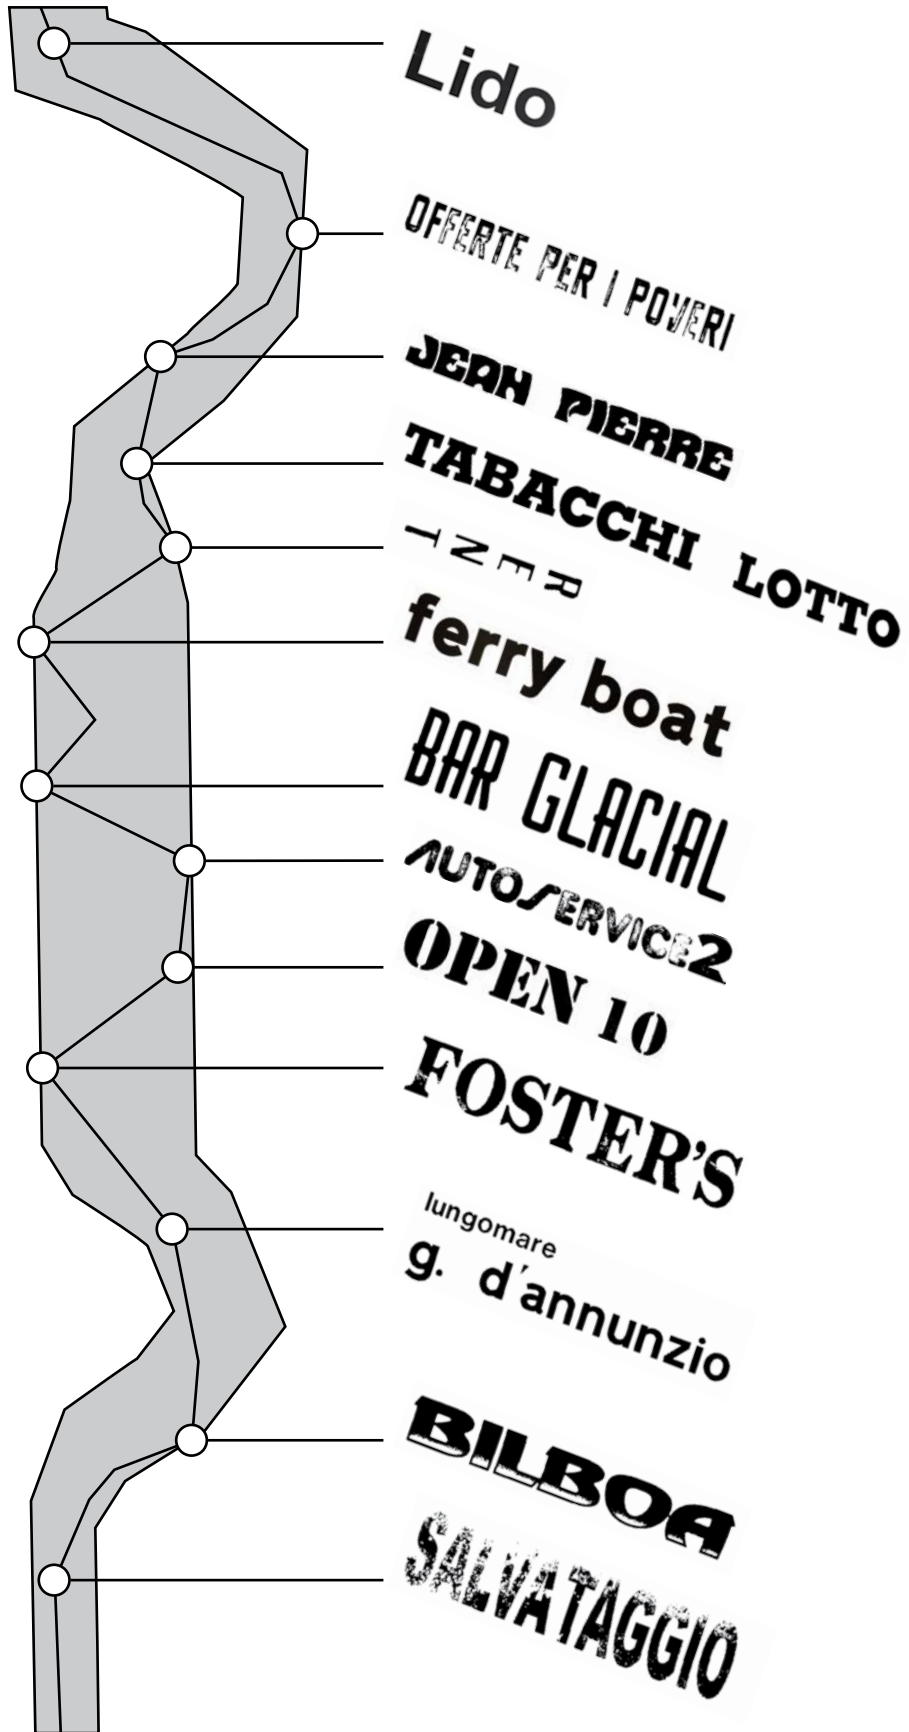 Lido
OFFERTE PER I POVERI
JEAN PIERRE
TABACCHI LOTTO
TNER
ferry boat
BAR GLACIAL
AUTOSERVICE2
OPEN 10
FOSTER'S
lungomare
g. d'annunzio
BILBOA
SALVATAGGIO